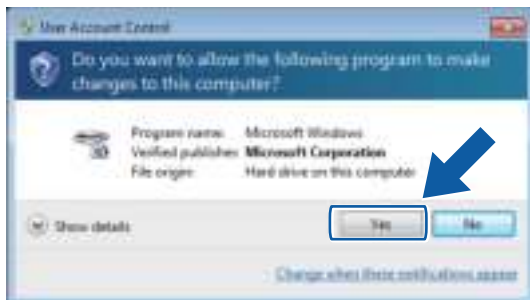 User Account Control
Do you want to allow the following program to make
changes to this computer?
Program name: Microsoft Windows
Verified publisher: Microsoft Corporation
File origin: Hard drive on this computer
Show details
Yes
No
Change when these notifications appear